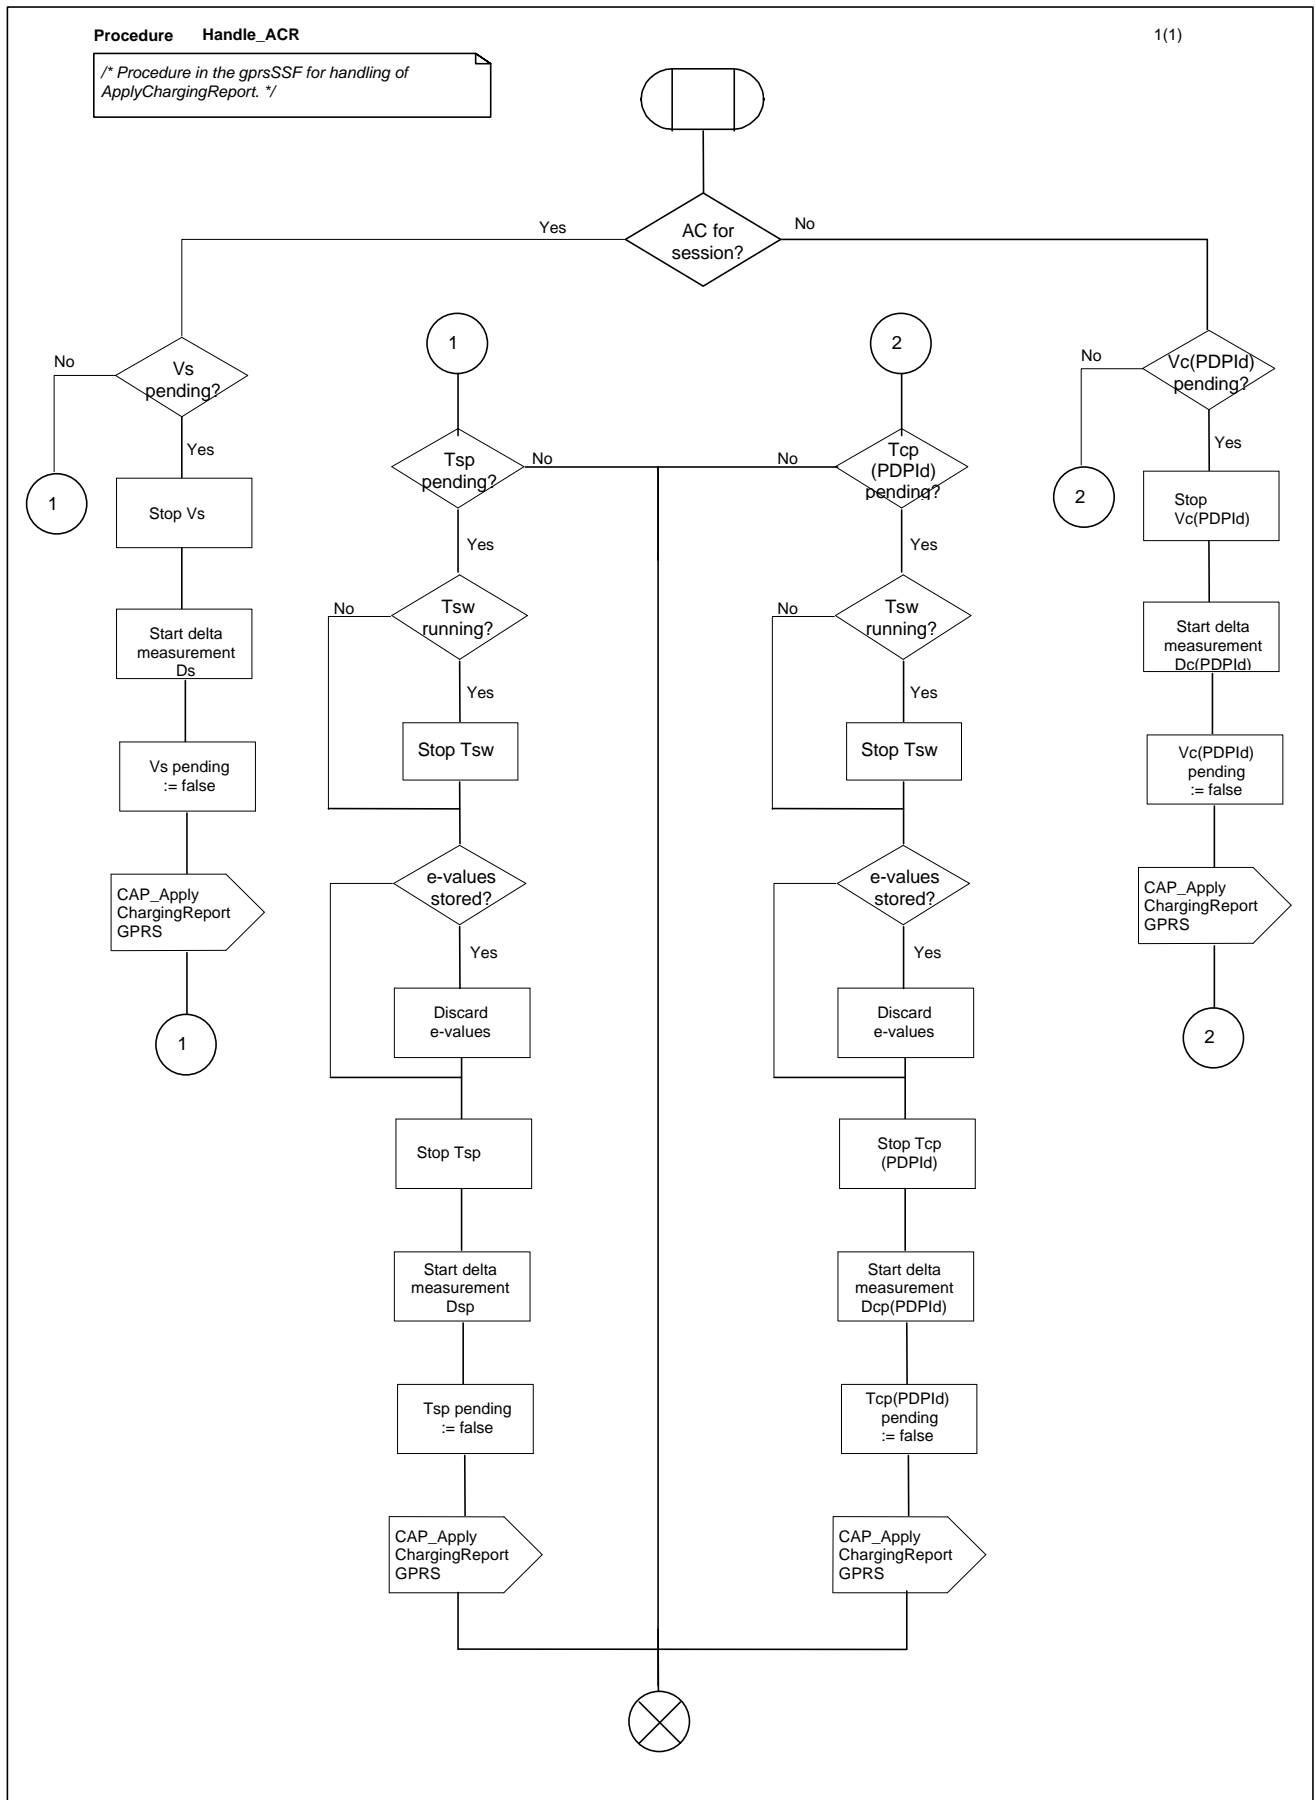 Procedure Handle_ACR
1(1)
/* Procedure in the gprsSSF for handling of
ApplyChargingReport. */
AC for
session?
Yes
No
Vs
pending?
No
Yes
1
Stop Vs
Start delta
measurement
Ds
Vs pending
:= false
CAP_Apply
ChargingReport
GPRS
1
1
Tsp
pending?
No
Yes
Tsw
running?
No
Yes
Stop Tsw
e-values
stored?
Yes
Discard
e-values
Stop Tsp
Start delta
measurement
Dsp
Tsp pending
:= false
CAP_Apply
ChargingReport
GPRS
2
Tcp
(PDPId)
pending?
No
Yes
Tsw
running?
No
Yes
Stop Tsw
e-values
stored?
Yes
Discard
e-values
Stop Tcp
(PDPId)
Start delta
measurement
Dcp(PDPId)
Tcp(PDPId)
pending
:= false
CAP_Apply
ChargingReport
GPRS
Vc(PDPId)
pending?
No
Yes
2
Stop
Vc(PDPId)
Start delta
measurement
Dc(PDPId)
Vc(PDPId)
pending
:= false
CAP_Apply
ChargingReport
GPRS
2